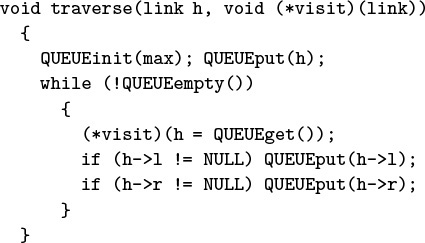 void traverse(link h, void (*visit)(link))
{
QUEUEinit(max); QUEUEput(h);
while (!QUEUEempty())
{
(*visit)(h = QUEUEget());
if (h->l != NULL) QUEUEput(h->l);
if (h->r != NULL) QUEUEput(h->r);
}
}